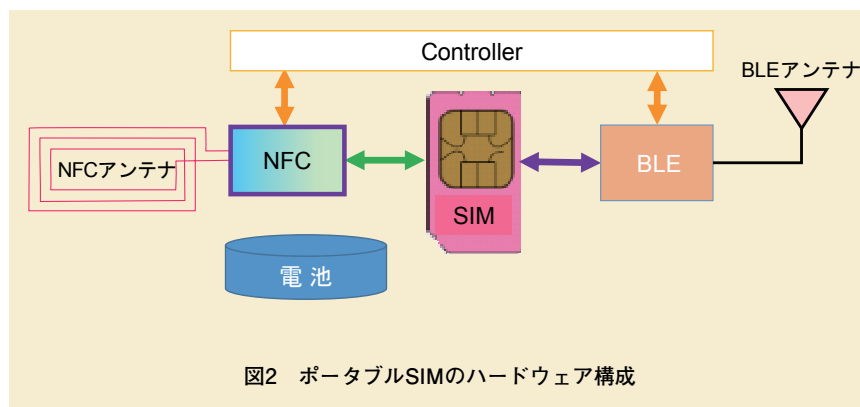 Controller
BLEアンテナ
NFCアンテナ
NFC
SIM
BLE
電池
図2 ポータブルSIMのハードウェア構成